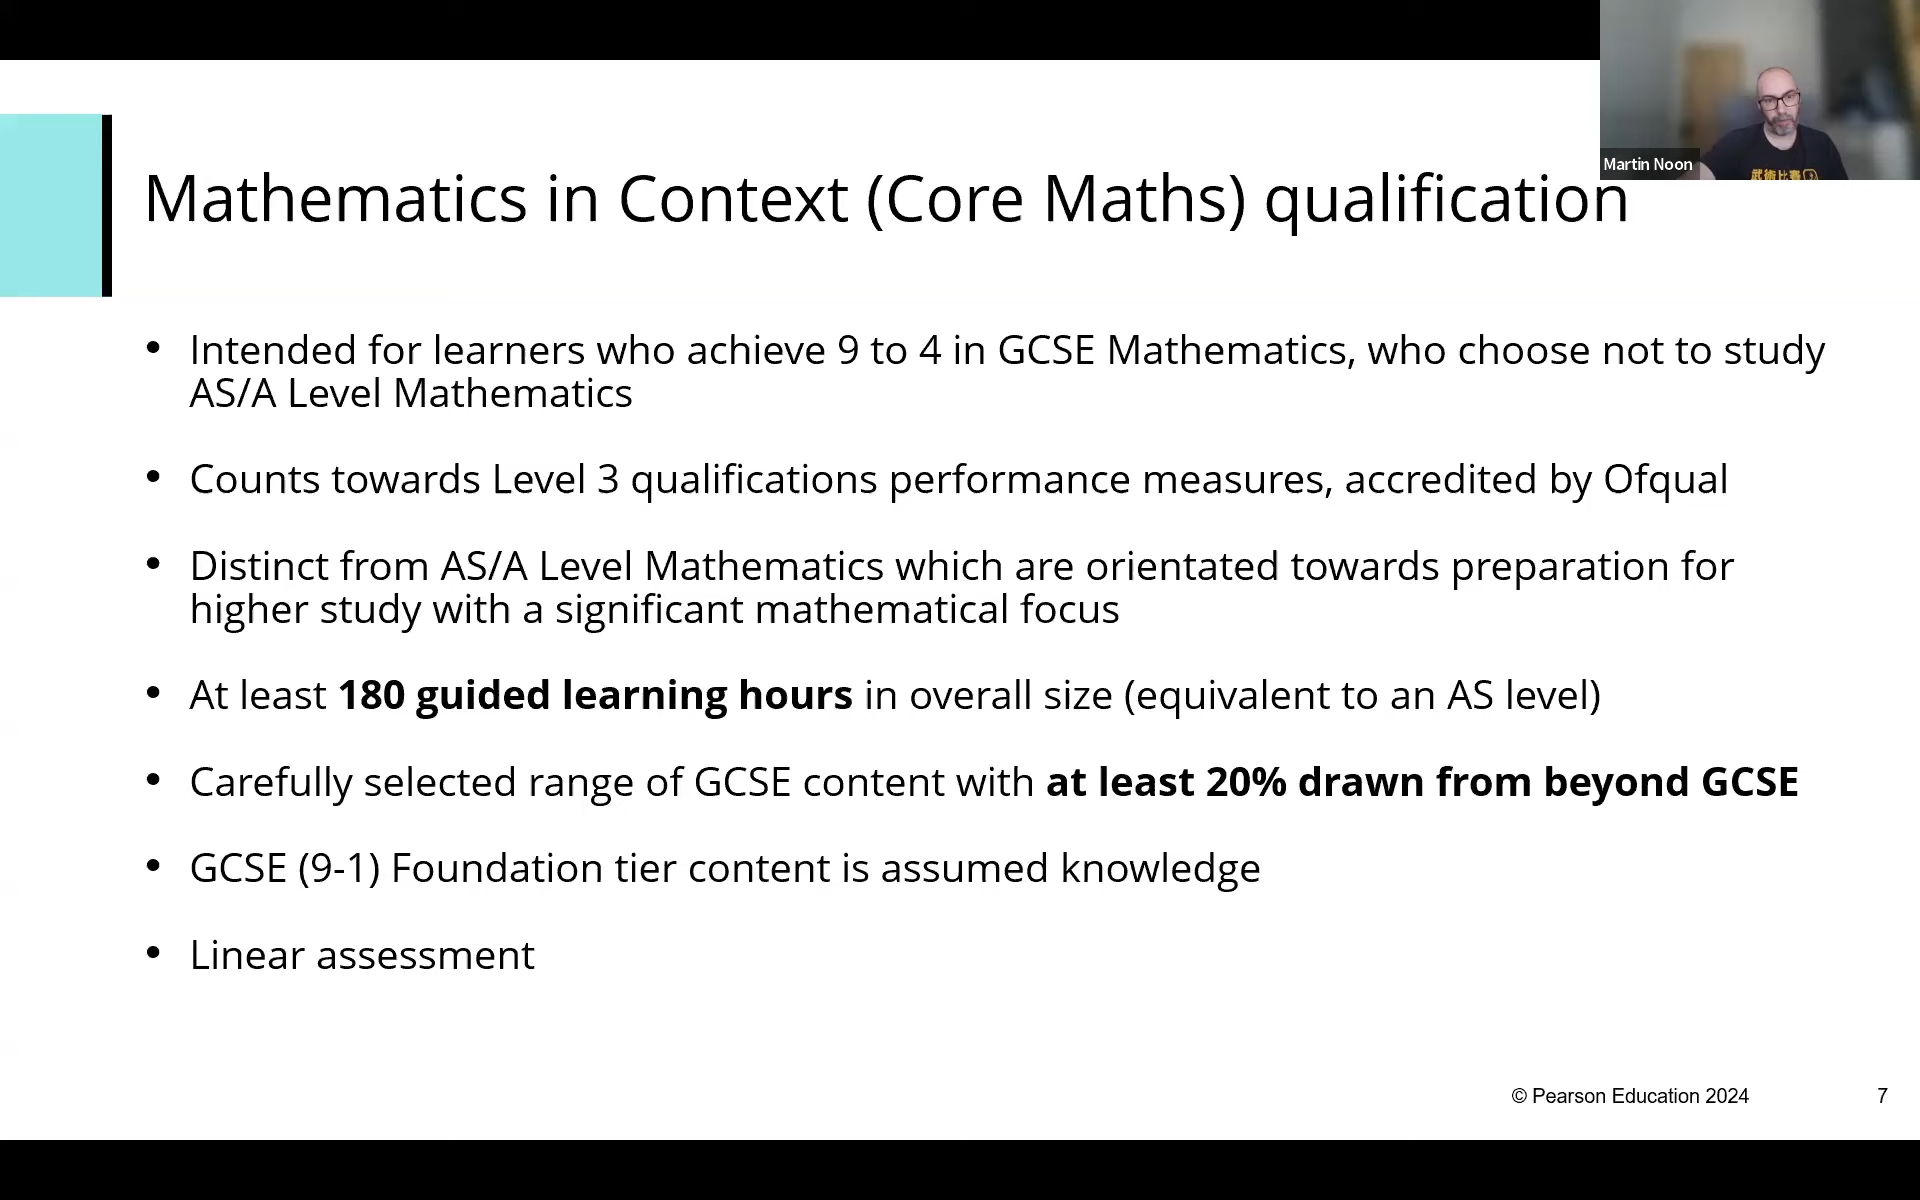 Martin Noon
武術比賽
Mathematics in Context (Core Maths) qualification
• Intended for learners who achieve 9 to 4 in GCSE Mathematics, who choose not to study
AS/A Level Mathematics
• Counts towards Level 3 qualifications performance measures, accredited by Ofqual
• Distinct from AS/A Level Mathematics which are orientated towards preparation for
higher study with a significant mathematical focus
• At least 180 guided learning hours in overall size (equivalent to an AS level)
• Carefully selected range of GCSE content with at least 20% drawn from beyond GCSE
• GCSE (9-1) Foundation tier content is assumed knowledge
• Linear assessment
© Pearson Education 2024
7